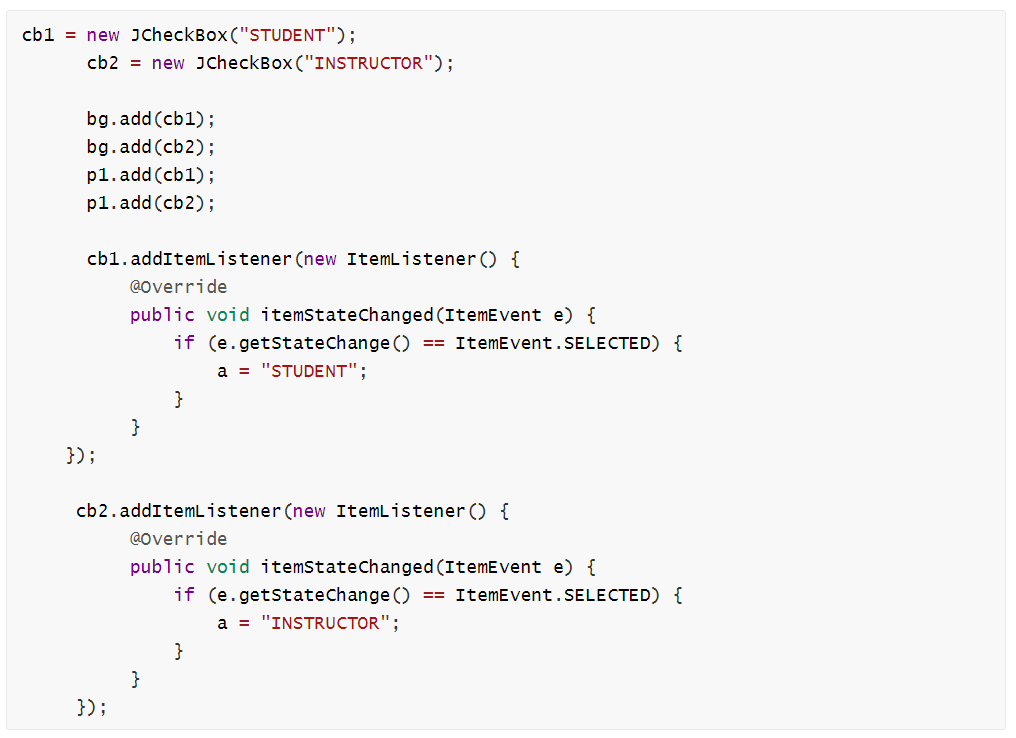 cb1 = new JCheckBox("STUDENT");
      cb2 = new JCheckBox("INSTRUCTOR");

      bg.add(cb1);
      bg.add(cb2);
      p1.add(cb1);
      p1.add(cb2);

      cb1.addItemListener(new ItemListener() {
          @Override
          public void itemStateChanged(ItemEvent e) {
              if (e.getStateChange() == ItemEvent.SELECTED) {
                  a = "STUDENT";
              }
          }
    });

     cb2.addItemListener(new ItemListener() {
          @Override
          public void itemStateChanged(ItemEvent e) {
              if (e.getStateChange() == ItemEvent.SELECTED) {
                  a = "INSTRUCTOR";
              }
          }
     });